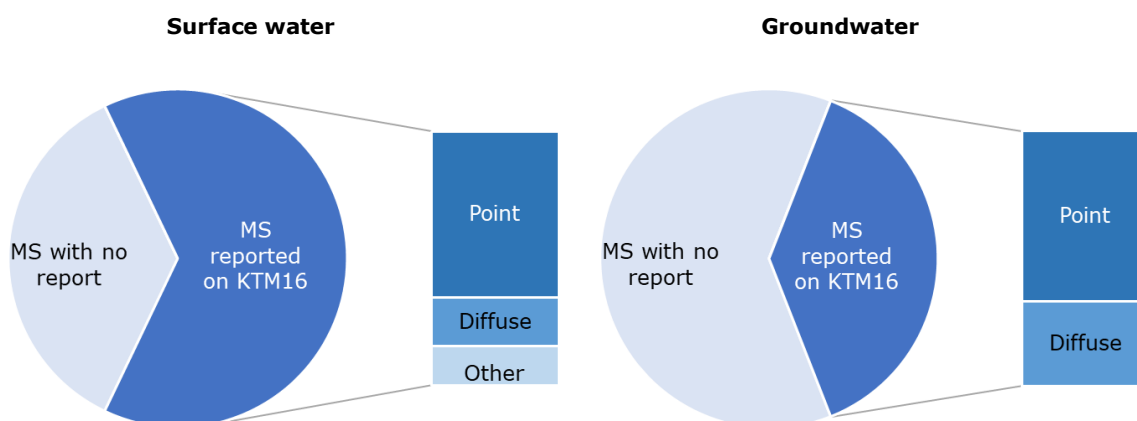 Surface water
Groundwater
MS with no
report
MS
reported
on KTM16
Point
Diffuse
Other
MS with no
report
MS
reported
on KTM16
Point
Diffuse